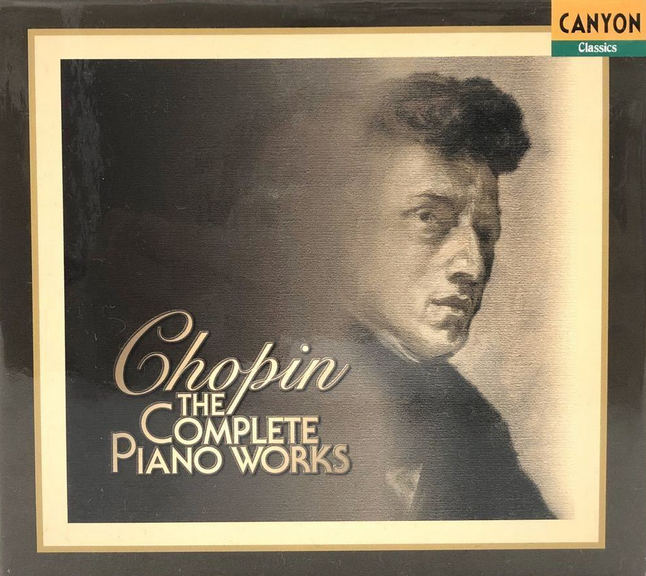 CANYON
Classics
Chopin
THE
COMPLETE
PIANO WORKS